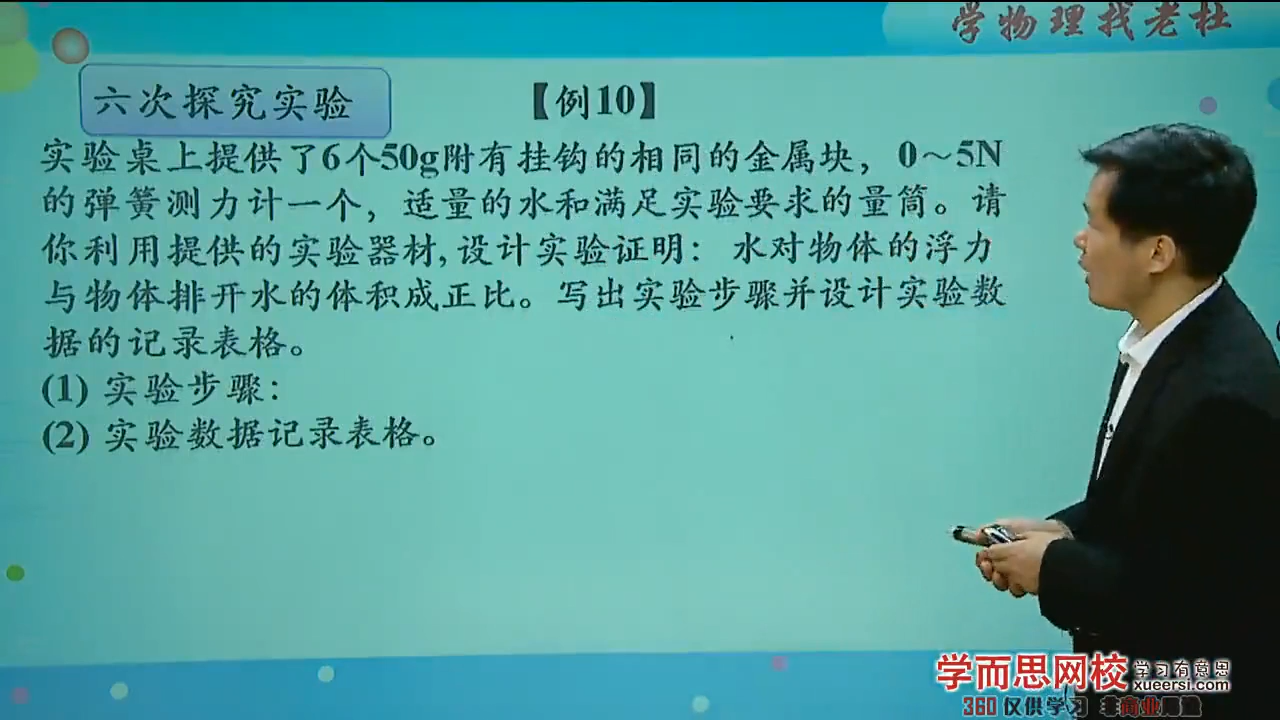 学物理找老杜
六次探究实验
【例10】
实验桌上提供了6个50g附有挂钩的相同的金属块，0～5N
的弹簧测力计一个，适量的水和满足实验要求的量筒。请
你利用提供的实验器材,设计实验证明：水对物体的浮力
与物体排开水的体积成正比。写出实验步骤并设计实验数
据的记录表格。
(1) 实验步骤：
(2) 实验数据记录表格。
学而思网校 学习有意思
xueersi.com
360 仅供学习